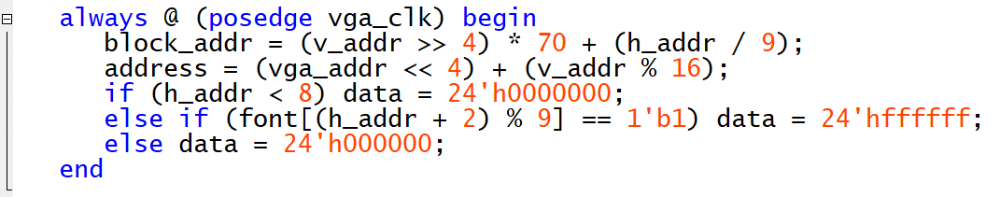 always @ (posedge vga_clk) begin
block_addr = (v_addr >> 4) * 70 + (h_addr / 9);
address = (vga_addr << 4) + (v_addr % 16);
if (h_addr < 8) data = 24'h0000000;
else if (font[(h_addr + 2) % 9] == 1'b1) data = 24'hffffff;
else data = 24'h000000;
end